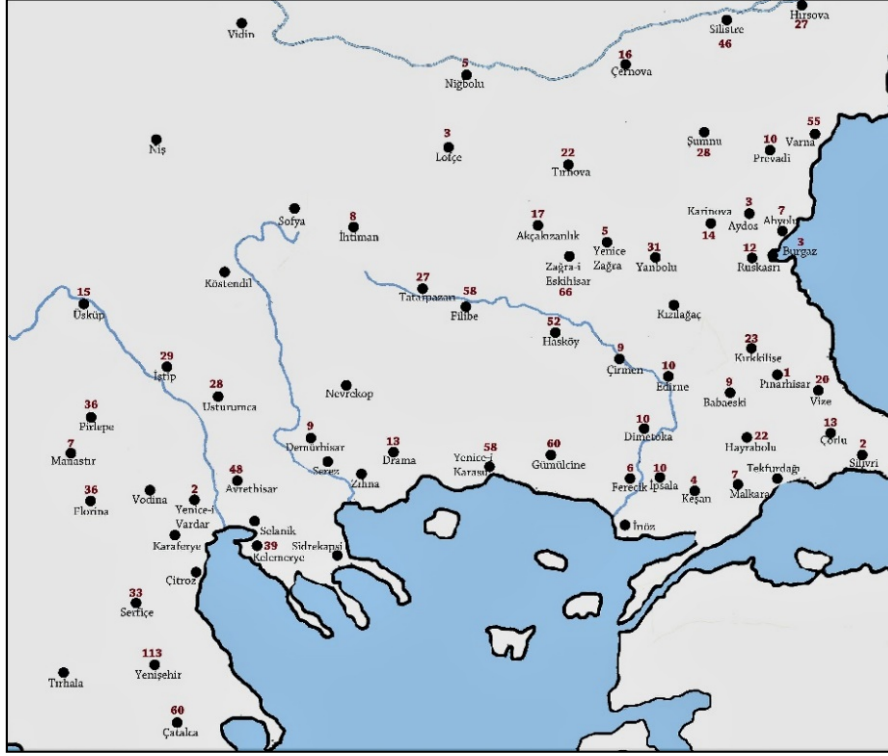 Hırsova
27
Vidin
Silistre
46
16
Çernova
5
Niğbolu
55
Varna
Niş
3
Lofçe
Şumnu
28
10
Prevadi
22
Tırnova
Sofya
8
İhtiman
17
Akçakızanlık
5
Yenice
Zağra
Karinova
14
3
Aydos
7
Ahyolu
3
Burgaz
Zağra-i
Eskihisar
66
31
Yanbolu
12
Ruskasrı
Köstendil
27
Tatarpazarı
58
Filibe
15
Üsküp
Kızılağaç
52
Hasköy
23
Kırkkilise
9
Çirmen
10
Edirne
29
İştip
1
Pınarhisar
20
Vize
28
Usturumca
Nevrekop
9
Babaeski
36
Pirlepe
10
Dimetoka
13
Çorlu
9
Demürhisar
22
Hayrabolu
7
Manastır
13
Drama
Yenice-i
Karasu
58
60
Gümülcine
2
Silivri
Serez
Zıhna
48
Avrethisar
6
Ferecik
10
İpsala
4
Keşan
7
Malkara
Tekfurdağı
36
Florina
Vodina
2
Yenice-i
Vardar
Selanik
İnöz
Karaferye
39
Kelemerye
Sidrekapsi
Çitroz
33
Serfiçe
113
Yenişehir
Tırhala
60
Çatalca